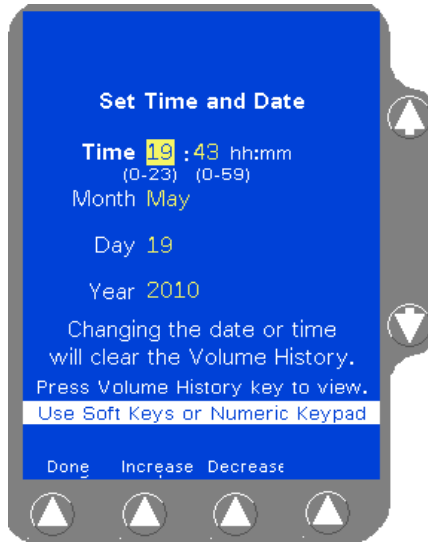 Set Time and Date
Time 19 : 43 hh:mm
(0-23) (0-59)
Month May
Day 19
Year 2010
Changing the date or time
will clear the Volume History.
Press Volume History key to view.
Use Soft Keys or Numeric Keypad
Done Increase Decrease